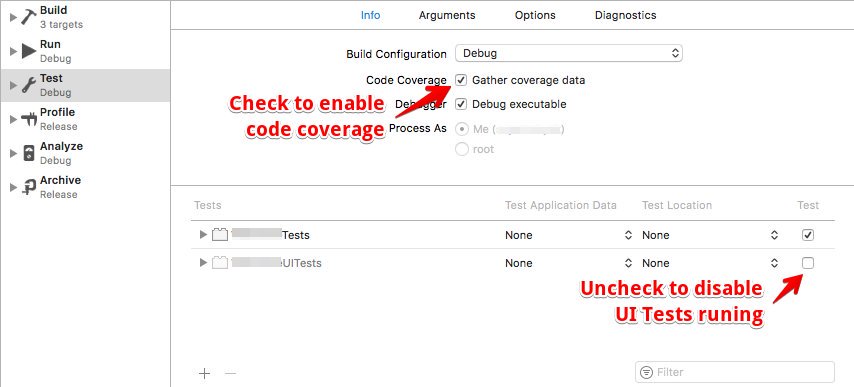 Build
3 targets
Run
Debug
Test
Debug
Profile
Release
Analyze
Debug
Archive
Release
Info Arguments Options Diagnostics
Build Configuration Debug
Code Coverage Gather coverage data
Debugger Debug executable
Process As Me (
root
Check to enable
code coverage
Tests Test Application Data Test Location Test
Tests None None
UITests None None
Uncheck to disable
UI Tests runing
Filter